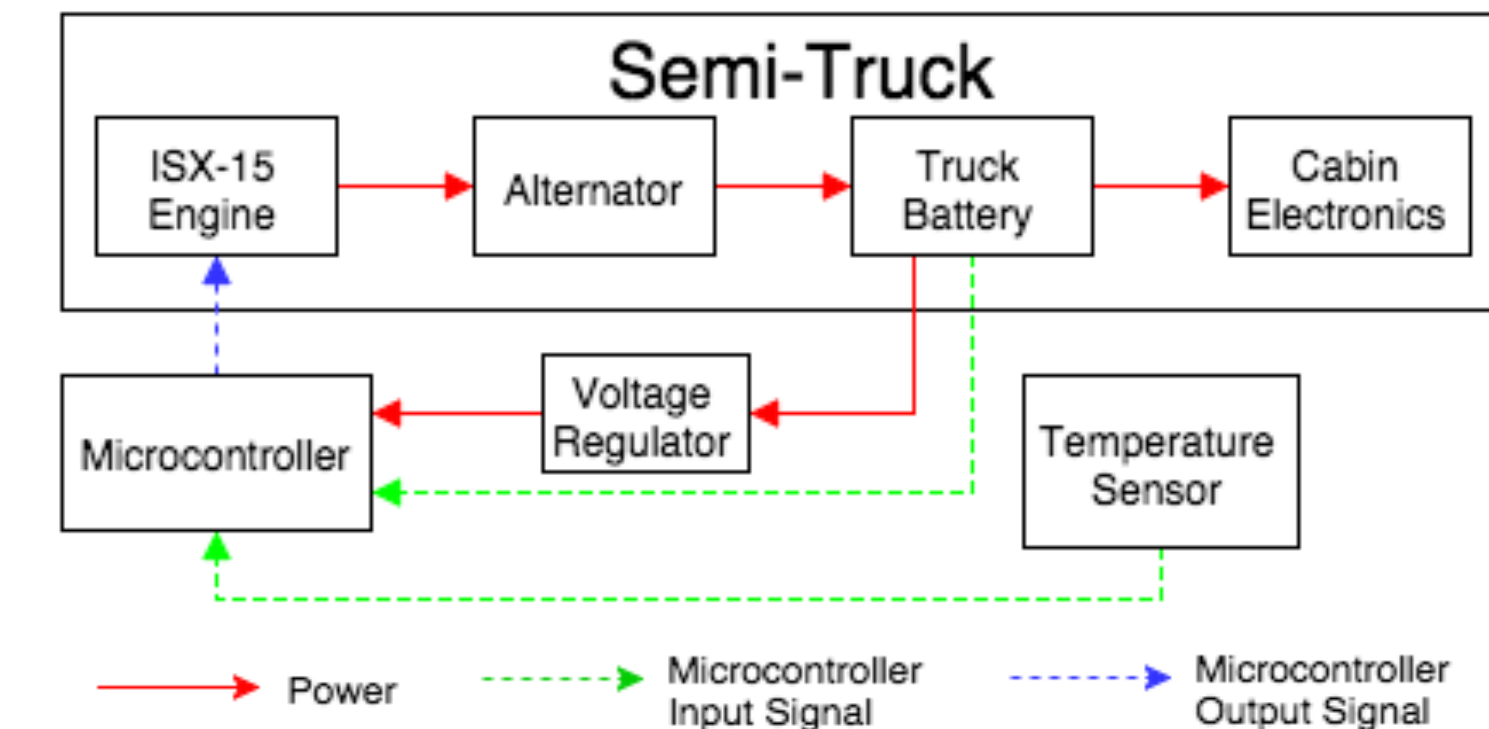 Semi-Truck
ISX-15
Engine
Alternator
Truck
Battery
Cabin
Electronics
Microcontroller
Voltage
Regulator
Temperature
Sensor
Power
Microcontroller
Input Signal
Microcontroller
Output Signal